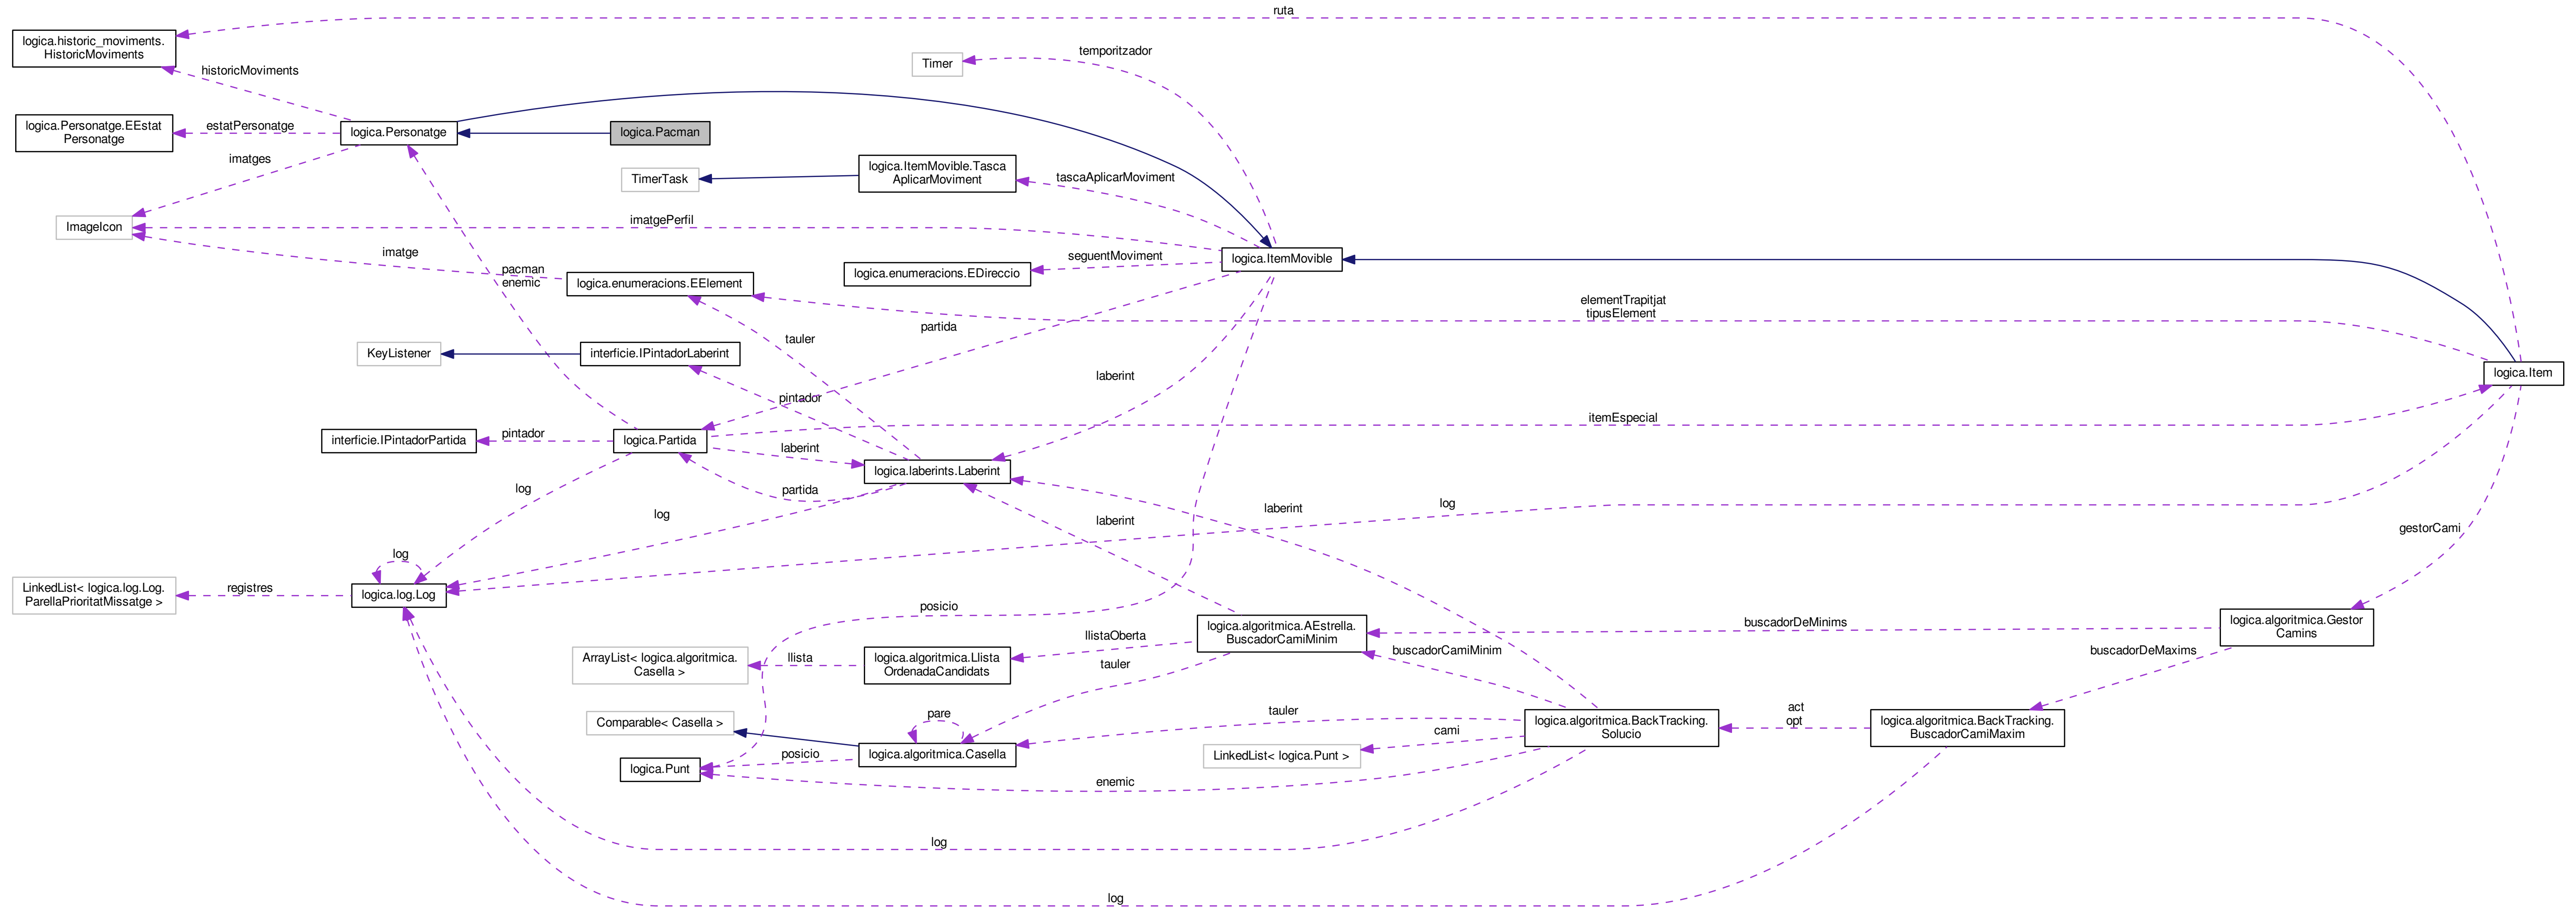 ruta
logica.historic_moviments.
HistoricMoviments
temporitzador
Timer
historicMoviments
logica.Personatge.EEstat
Personatge
estatPersonatge
logica.Personatge
logica.Pacman
imatges
TimerTask
logica.ItemMovible.Tasca
AplicarMoviment
tascaAplicarMoviment
ImageIcon
imatgePerfil
imatge
logica.ItemMovible
seguentMoviment
logica.enumeracions.EDireccio
pacman
enemic
logica.enumeracions.EElement
elementTrapitjat
tipusElement
partida
tauler
KeyListener
interficie.IPintadorLaberint
laberint
logica.Item
pintador
itemEspecial
interficie.IPintadorPartida
pintador
logica.Partida
laberint
logica.laberints.Laberint
partida
log
log
laberint
laberint
log
gestorCami
log
LinkedList< logica.log.Log.
ParellaPrioritatMissatge >
registres
logica.log.Log
posicio
logica.algoritmica.AEstrella.
BuscadorCamiMinim
buscadorDeMinims
logica.algoritmica.Gestor
Camins
llistaOberta
buscadorCamiMinim
buscadorDeMaxims
ArrayList< logica.algoritmica.
Casella >
llista
logica.algoritmica.Llista
OrdenadaCandidats
tauler
Comparable< Casella >
pare
tauler
logica.algoritmica.BackTracking.
Solucio
act
opt
logica.algoritmica.BackTracking.
BuscadorCamiMaxim
cami
LinkedList< logica.Punt >
logica.algoritmica.Casella
posicio
logica.Punt
enemic
log
log